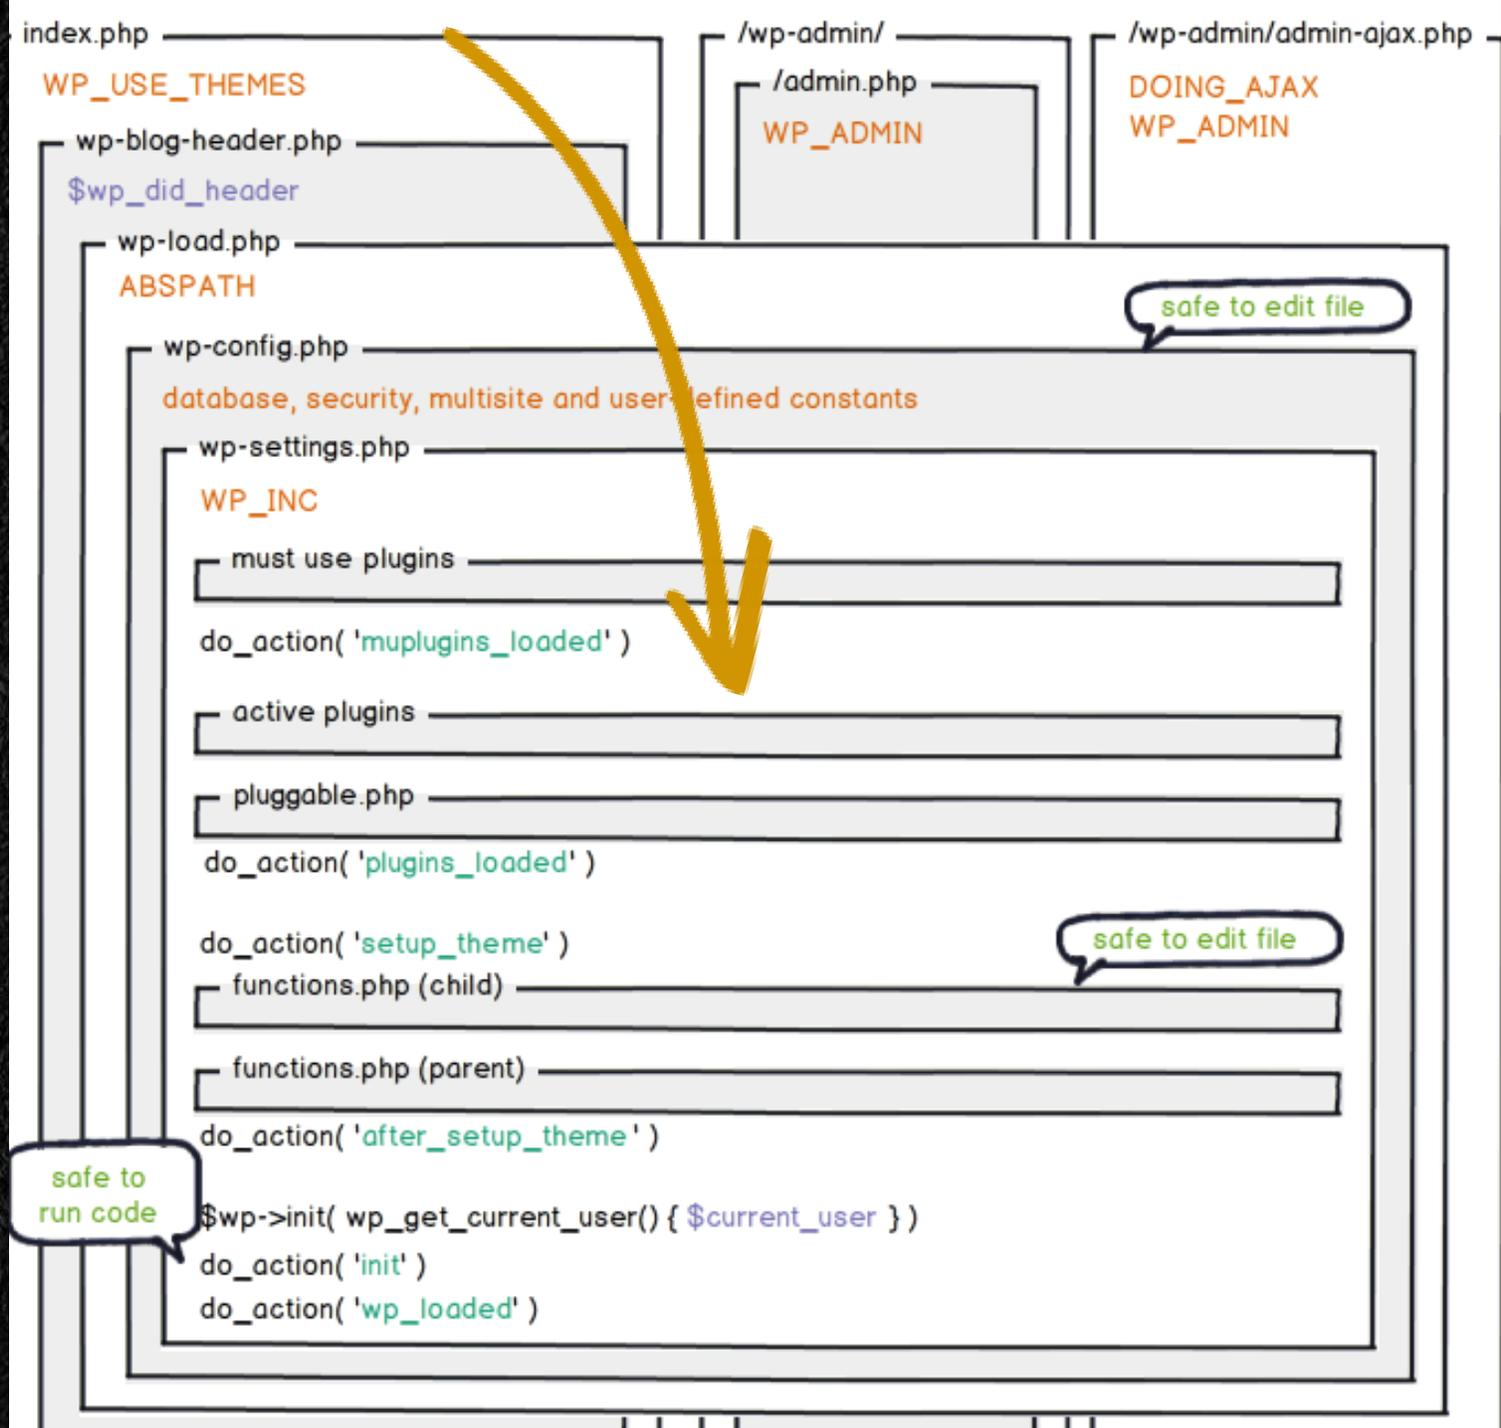 index.php
/wp-admin/
/wp-admin/admin-ajax.php
WP_USE_THEMES
/admin.php
DOING_AJAX
WP_ADMIN
WP_ADMIN
wp-blog-header.php
$wp_did_header
wp-load.php
ABSPATH
safe to edit file
wp-config.php
database, security, multisite and user-defined constants
wp-settings.php
WP_INC
must use plugins
do_action( 'muplugins_loaded' )
active plugins
pluggable.php
do_action( 'plugins_loaded' )
do_action( 'setup_theme' )
safe to edit file
functions.php (child)
functions.php (parent)
do_action( 'after_setup_theme' )
safe to
run code
$wp->init( wp_get_current_user() { $current_user } )
do_action( 'init' )
do_action( 'wp_loaded' )